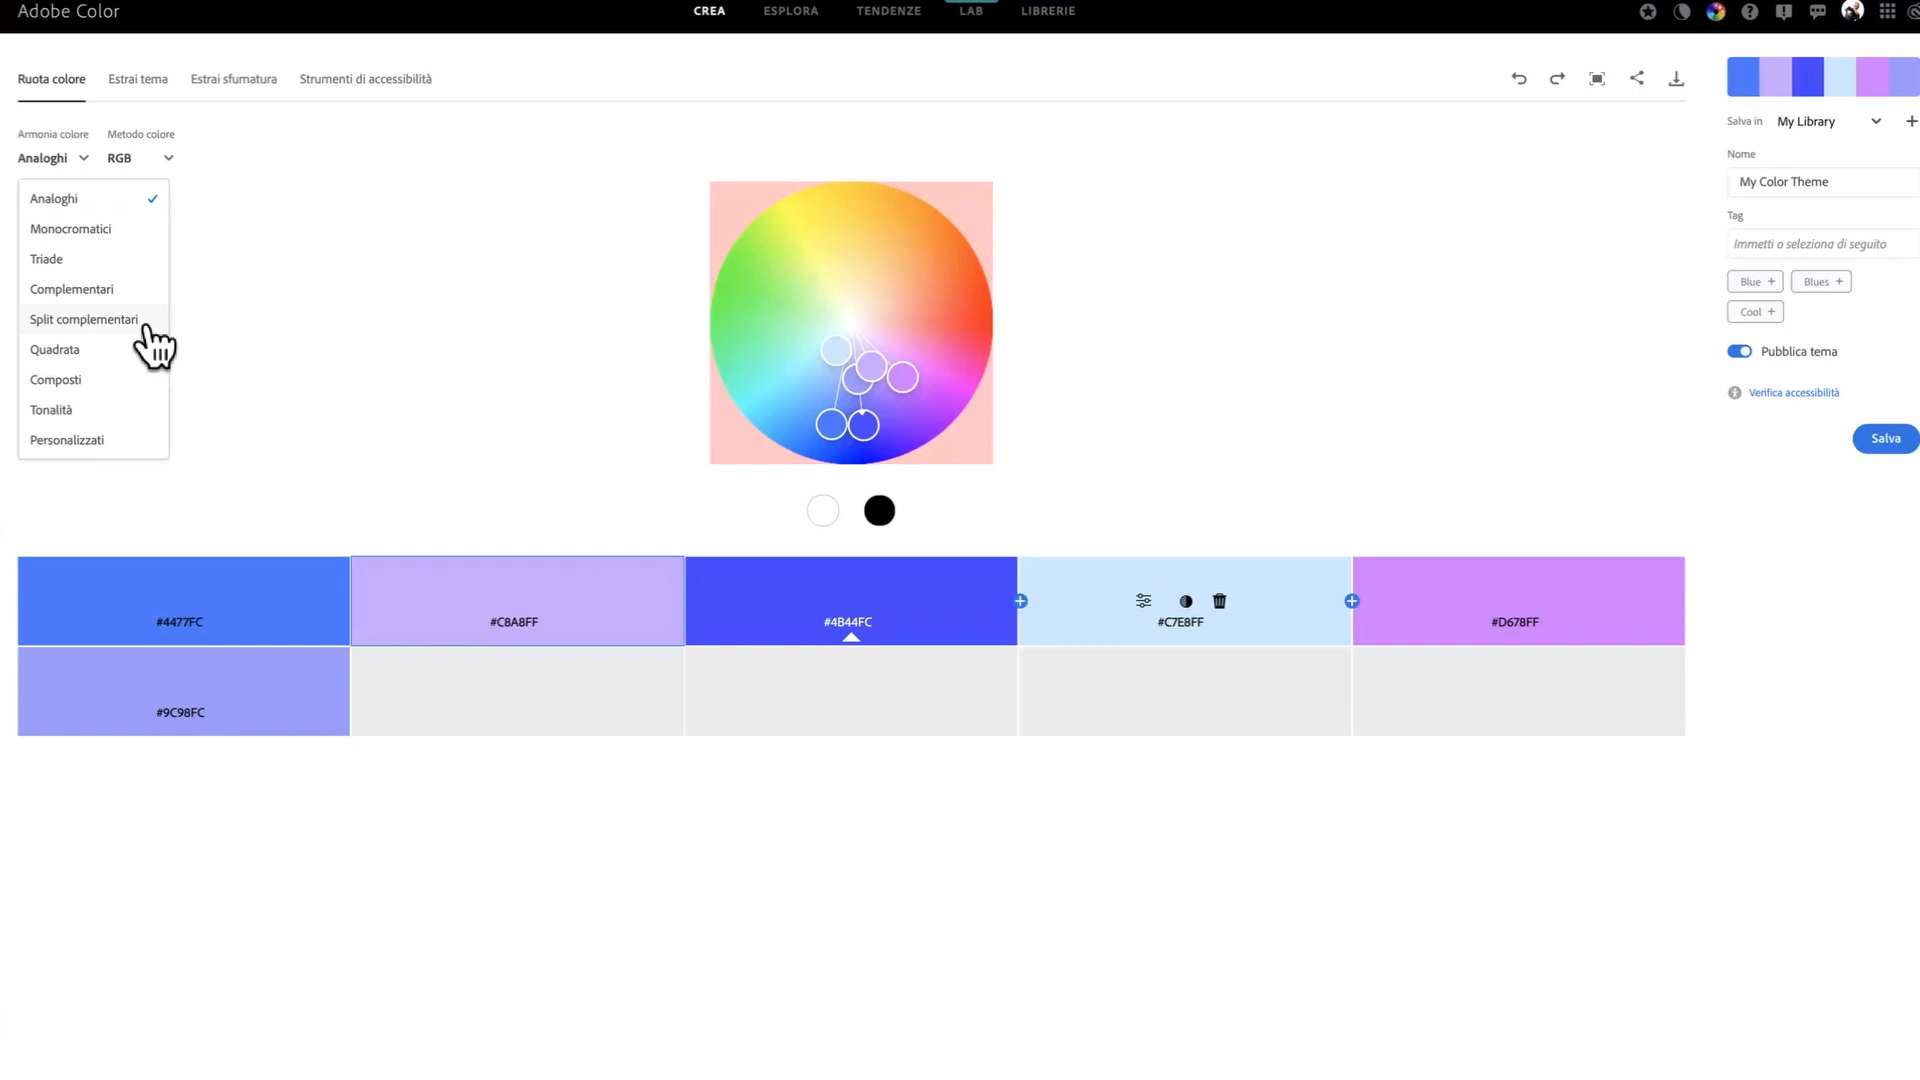 Adobe Color
CREA
ESPLORA
TENDENZE
LAB
LIBRERIE
Ruota colore
Estrai tema
Estrai sfumatura
Strumenti di accessibilità
Armonia colore
Metodo colore
Analoghi
RGB
Analoghi
Monocromatici
Triade
Complementari
Split complementari
Quadrata
Composti
Tonalità
Personalizzati
Salva in
My Library
Nome
My Color Theme
Tag
Immetti o seleziona di seguito
Blue +
Blues +
Cool +
Pubblica tema
Verifica accessibilità
Salva
#4477FC
#C8A8FF
#4B44FC
#C7E8FF
#D678FF
#9C98FC